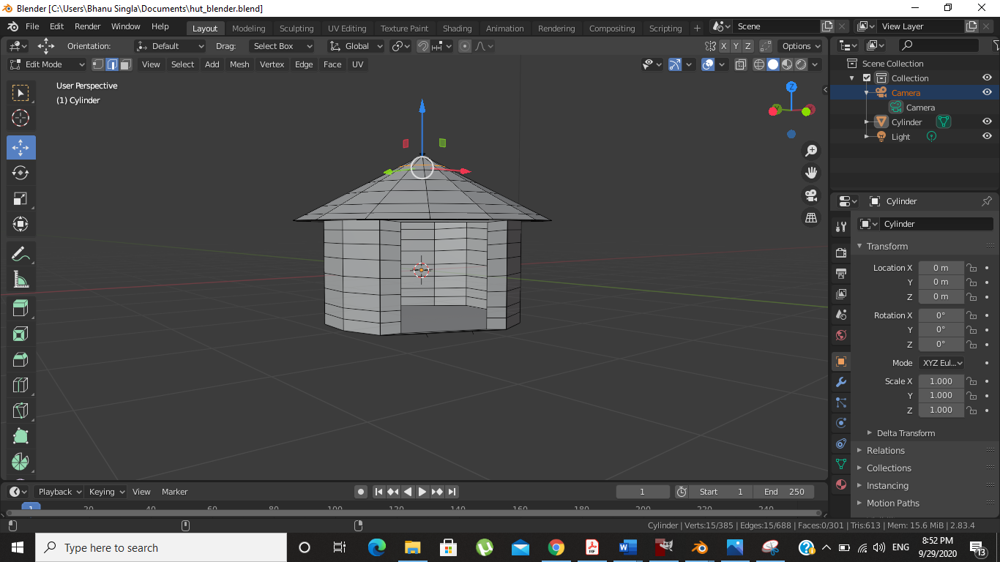 Blender [C:\Users\Bhanu Singla\Documents\hut_blender.blend]
File Edit Render Window Help Layout Modeling Sculpting UV Editing Texture Paint Shading Animation Rendering Compositing Scripting + Scene View Layer
Orientation: Default Drag: Select Box Global X Y Z Options
Edit Mode View Select Add Mesh Vertex Edge Face UV
User Perspective
(1) Cylinder
Z
Y
Scene Collection
Collection
Camera
Camera
Cylinder
Light
Cylinder
Cylinder
Transform
Location X 0 m
Y 0 m
Z 0 m
Rotation X 0°
Y 0°
Z 0°
Mode XYZ Eul...
Scale X 1.000
Y 1.000
Z 1.000
Delta Transform
Relations
Collections
Instancing
Motion Paths
Playback Keying View Marker 1 Start 1 End 250
1 20 40 60 80 100 120 140 160 180 200 220 240
Cylinder | Verts:15/385 | Edges:15/688 | Faces:0/301 | Tris:613 | Mem: 15.6 MiB | 2.83.4
Type here to search
ENG
8:52 PM
9/29/2020
13